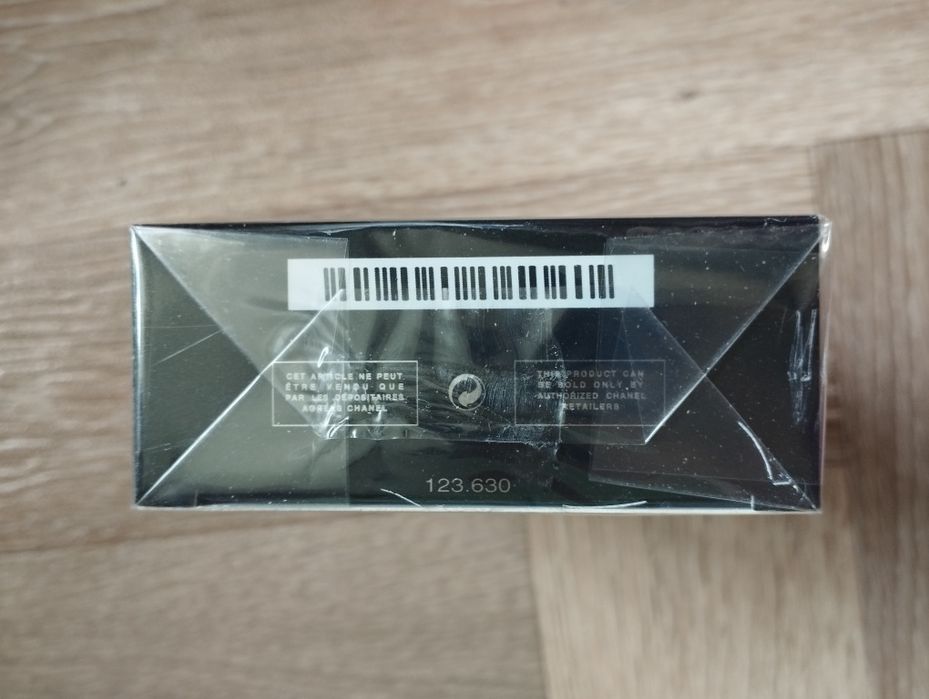 CET ARTICLE NE PEUT
ÊTRE VENDU QUE
PAR LES DÉPOSITAIRES
AGRÉÉS CHANEL
THIS PRODUCT CAN
BE SOLD ONLY BY
AUTHORIZED CHANEL
RETAILERS
123.630